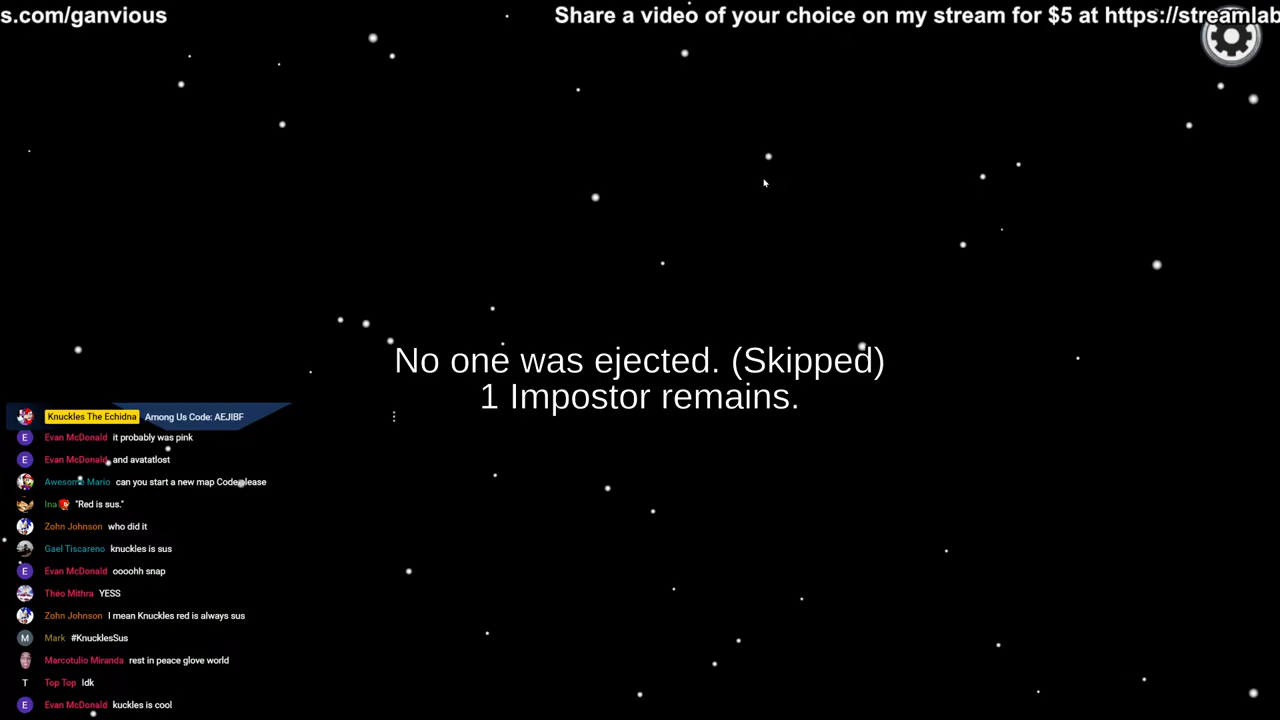 s.com/ganvious
Share a video of your choice on my stream for $5 at https://streamlab
No one was ejected. (Skipped)
1 Impostor remains.
Knuckles The Echidna Among Us Code: AEJIBF
E Evan McDonald it probably was pink
E Evan McDonald and avatatlost
Awesome Mario can you start a new map Code please
Ina "Red is sus."
Zohn Johnson who did it
Gael Tiscareno knuckles is sus
E Evan McDonald oooohh snap
Théo Mithra YESS
Zohn Johnson I mean Knuckles red is always sus
M Mark #KnucklesSus
Marcotulio Miranda rest in peace glove world
T Top Top Idk
E Evan McDonald kuckles is cool